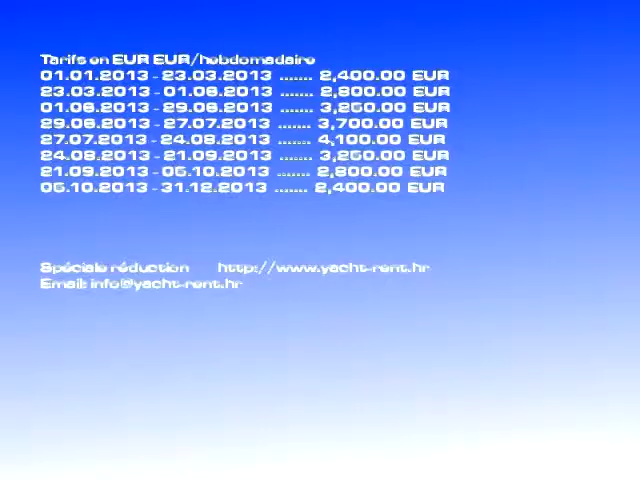 Tarifs en EUR EUR/hebdomadaire
01.01.2013 - 23.03.2013 ....... 2,400.00 EUR
23.03.2013 - 01.06.2013 ....... 2,800.00 EUR
01.06.2013 - 29.06.2013 ....... 3,250.00 EUR
29.06.2013 - 27.07.2013 ....... 3,700.00 EUR
27.07.2013 - 24.08.2013 ....... 4,100.00 EUR
24.08.2013 - 21.09.2013 ....... 3,250.00 EUR
21.09.2013 - 05.10.2013 ....... 2,800.00 EUR
05.10.2013 - 31.12.2013 ....... 2,400.00 EUR
Spéciale réduction http://www.yacht-rent.hr
Email: info@yacht-rent.hr